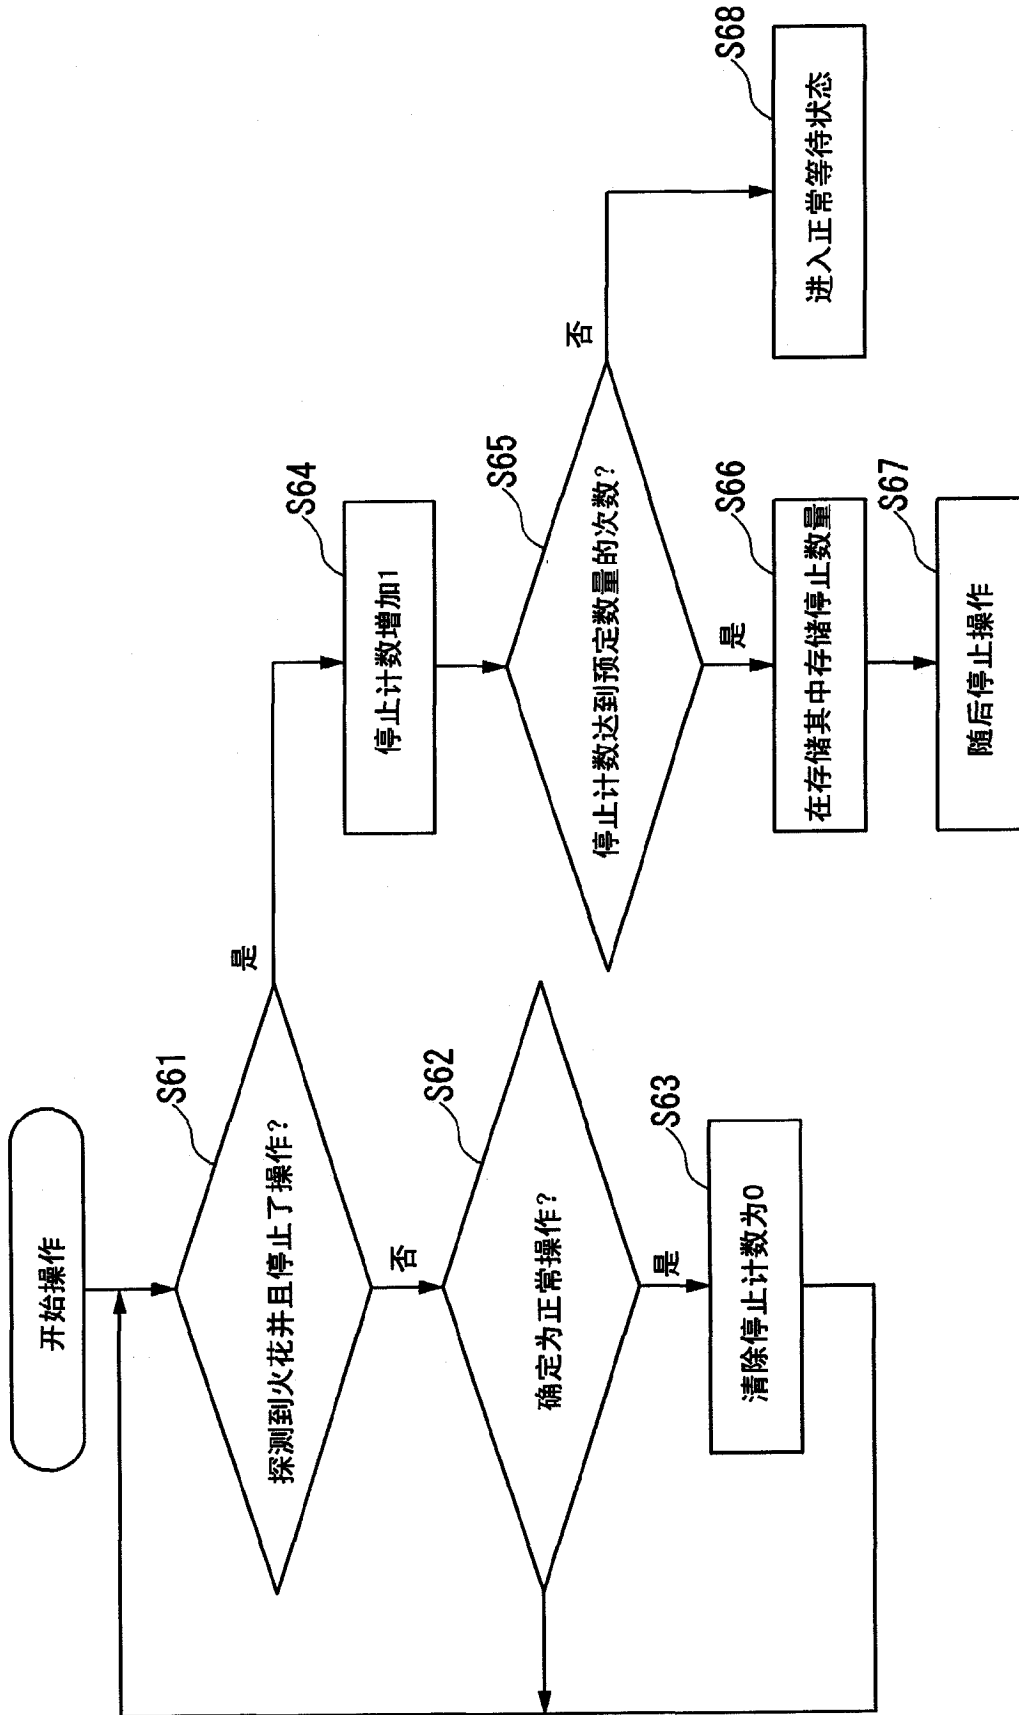 开始操作
S61
探测到火花并且停止了操作?
是
否
S62
确定为正常操作?
是
S63
清除停止计数为0
S64
停止计数增加1
S65
停止计数达到预定数量的次数?
否
是
S66
在存储其中存储停止数量
S67
随后停止操作
S68
进入正常等待状态